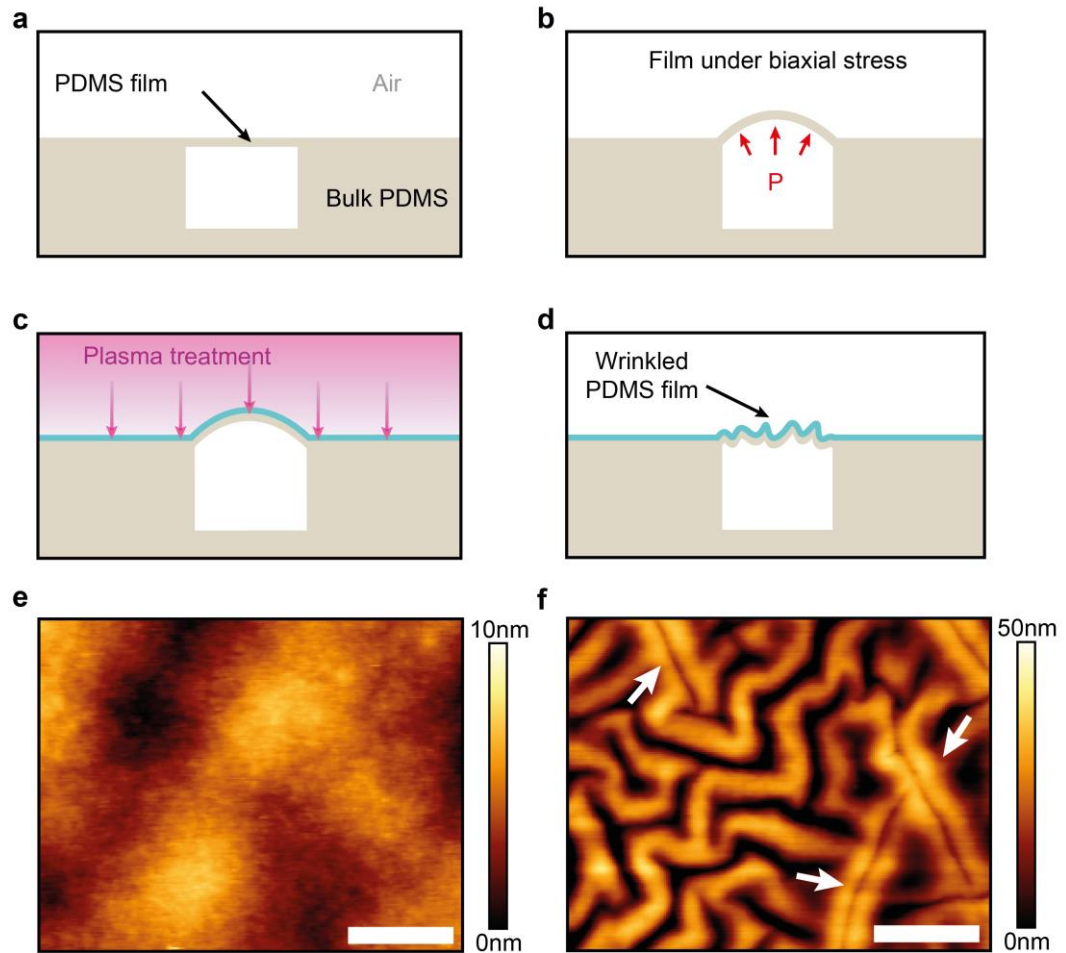 a
PDMS film
Air
Bulk PDMS
b
Film under biaxial stress
P
c
Plasma treatment
d
Wrinkled
PDMS film
e
10nm
0nm
f
50nm
0nm